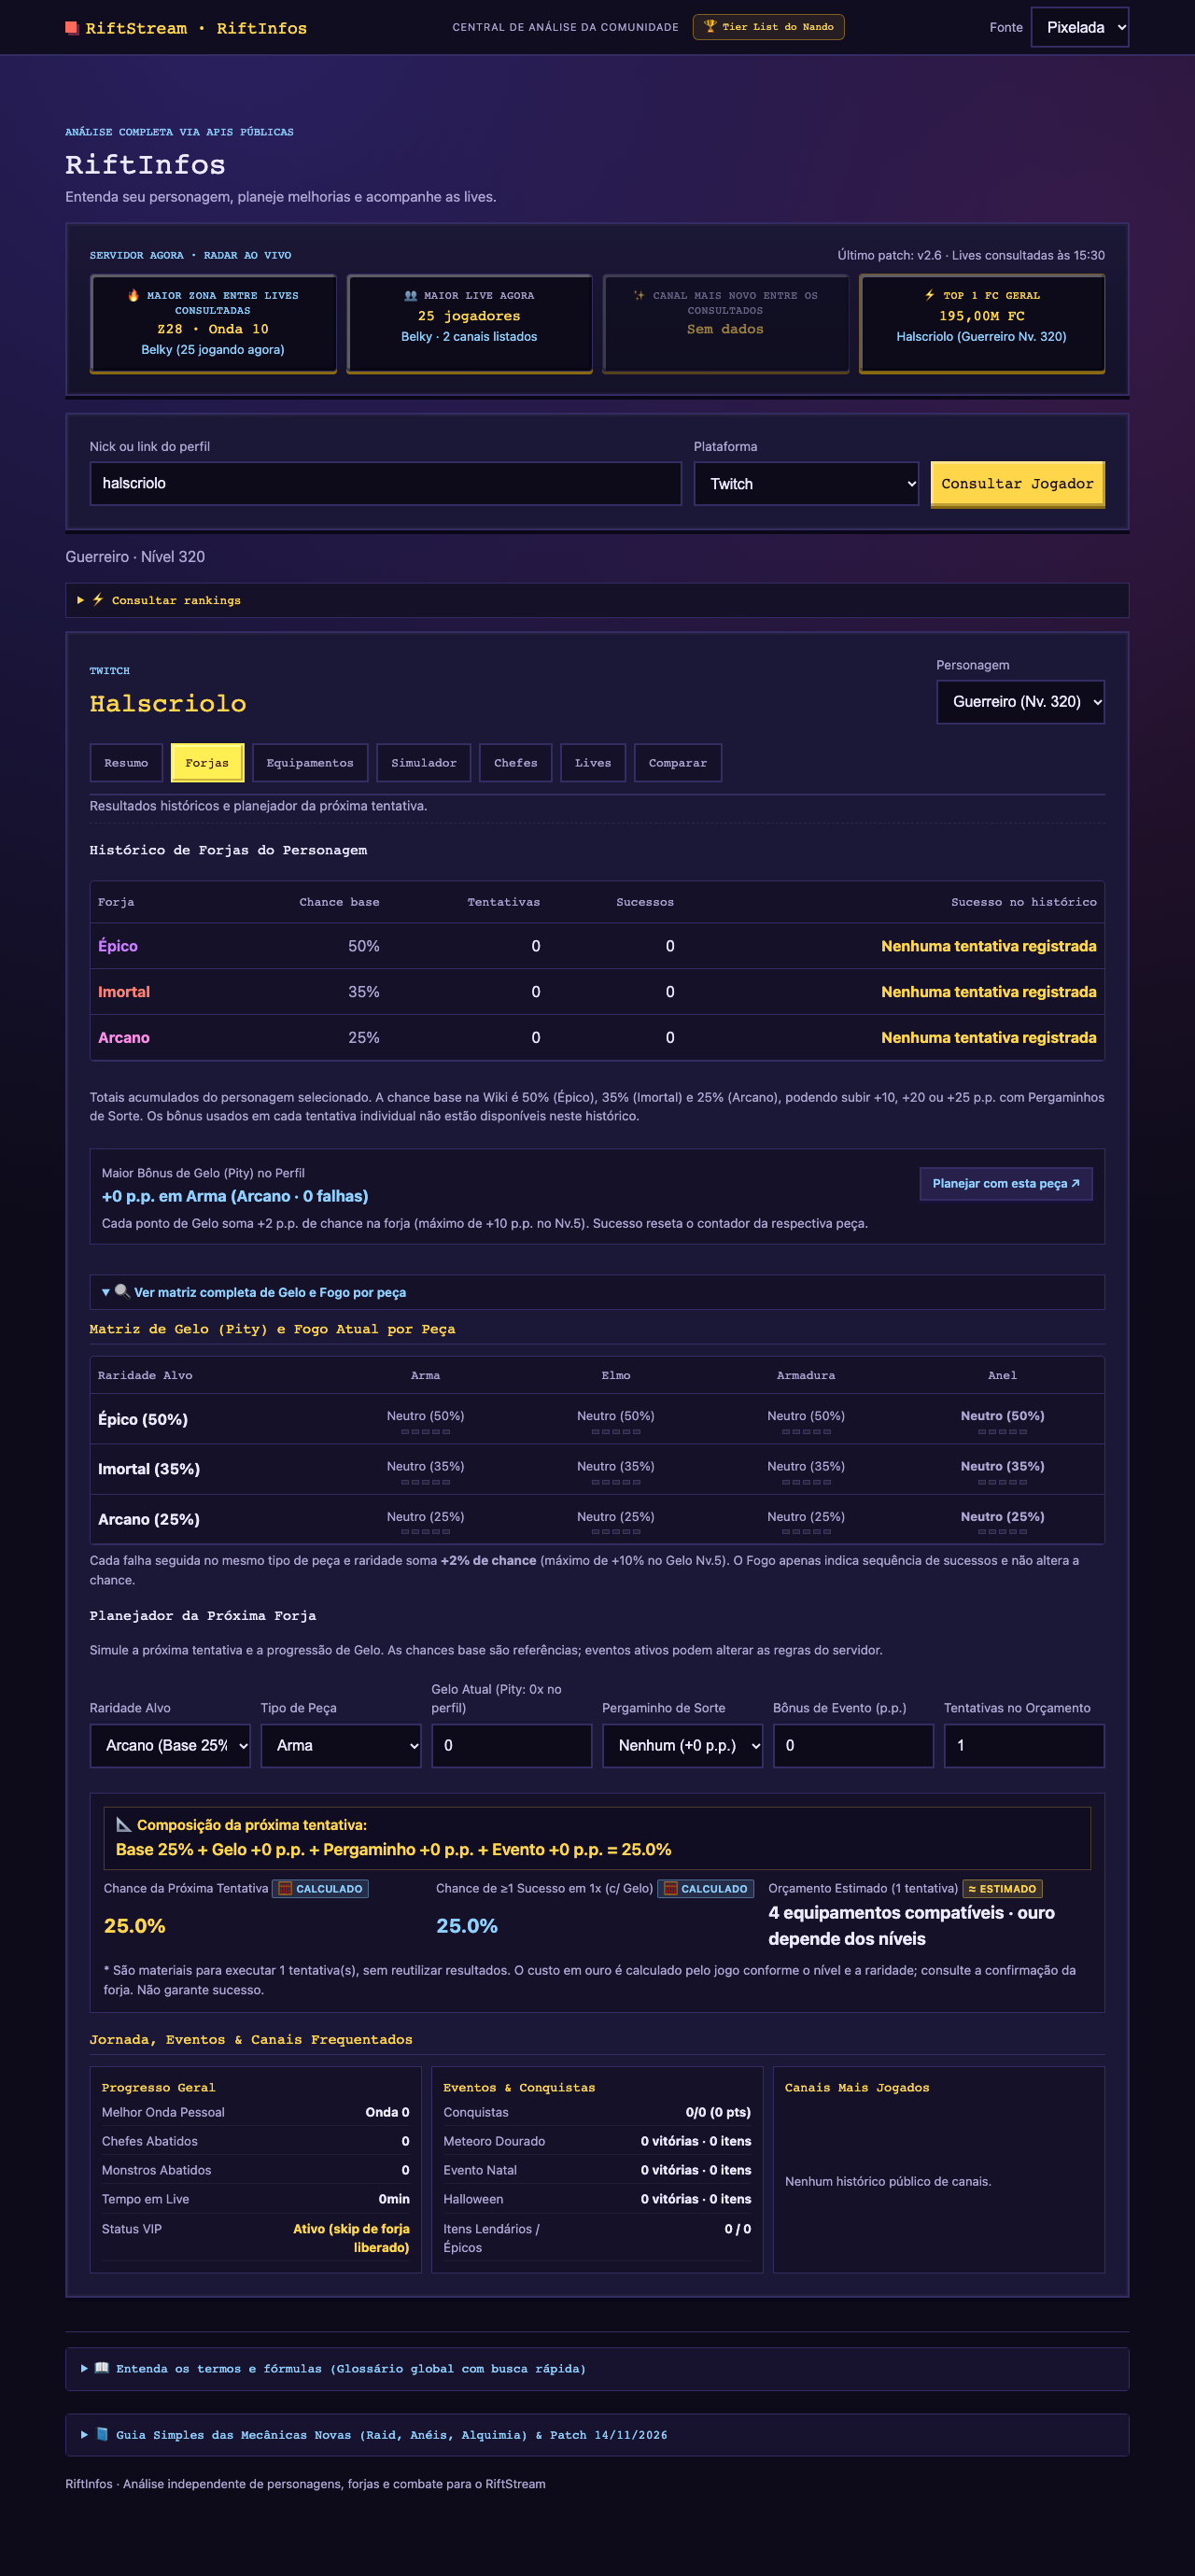 RiftStream · RiftInfos
CENTRAL DE ANÁLISE DA COMUNIDADE
🏆 Tier List do Nando
Fonte
Pixelada
ANÁLISE COMPLETA VIA APIS PÚBLICAS
RiftInfos
Entenda seu personagem, planeje melhorias e acompanhe as lives.
SERVIDOR AGORA · RADAR AO VIVO
Último patch: v2.6 · Lives consultadas às 15:30
🔥 MAIOR ZONA ENTRE LIVES
CONSULTADAS
Z28 · Onda 10
Belky (25 jogando agora)
👥 MAIOR LIVE AGORA
25 jogadores
Belky · 2 canais listados
✨ CANAL MAIS NOVO ENTRE OS
CONSULTADOS
Sem dados
⚡ TOP 1 FC GERAL
195,00M FC
Halscriolo (Guerreiro Nv. 320)
Nick ou link do perfil
halscriolo
Plataforma
Twitch
Consultar Jogador
Guerreiro · Nível 320
▶ ⚡ Consultar rankings
TWITCH
Halscriolo
Personagem
Guerreiro (Nv. 320)
Resumo
Forjas
Equipamentos
Simulador
Chefes
Lives
Comparar
Resultados históricos e planejador da próxima tentativa.
Histórico de Forjas do Personagem
Forja Chance base Tentativas Sucessos Sucesso no histórico
Épico 50% 0 0 Nenhuma tentativa registrada
Imortal 35% 0 0 Nenhuma tentativa registrada
Arcano 25% 0 0 Nenhuma tentativa registrada
Totais acumulados do personagem selecionado. A chance base na Wiki é 50% (Épico), 35% (Imortal) e 25% (Arcano), podendo subir +10, +20 ou +25 p.p. com Pergaminhos
de Sorte. Os bônus usados em cada tentativa individual não estão disponíveis neste histórico.
Maior Bônus de Gelo (Pity) no Perfil
+0 p.p. em Arma (Arcano · 0 falhas)
Cada ponto de Gelo soma +2 p.p. de chance na forja (máximo de +10 p.p. no Nv.5). Sucesso reseta o contador da respectiva peça.
Planejar com esta peça ↗
▼ 🔍 Ver matriz completa de Gelo e Fogo por peça
Matriz de Gelo (Pity) e Fogo Atual por Peça
Raridade Alvo Arma Elmo Armadura Anel
Épico (50%) Neutro (50%) Neutro (50%) Neutro (50%) Neutro (50%)
Imortal (35%) Neutro (35%) Neutro (35%) Neutro (35%) Neutro (35%)
Arcano (25%) Neutro (25%) Neutro (25%) Neutro (25%) Neutro (25%)
Cada falha seguida no mesmo tipo de peça e raridade soma +2% de chance (máximo de +10% no Gelo Nv.5). O Fogo apenas indica sequência de sucessos e não altera a
chance.
Planejador da Próxima Forja
Simule a próxima tentativa e a progressão de Gelo. As chances base são referências; eventos ativos podem alterar as regras do servidor.
Raridade Alvo
Arcano (Base 25%
Tipo de Peça
Arma
Gelo Atual (Pity: 0x no
perfil)
0
Pergaminho de Sorte
Nenhum (+0 p.p.)
Bônus de Evento (p.p.)
0
Tentativas no Orçamento
1
📐 Composição da próxima tentativa:
Base 25% + Gelo +0 p.p. + Pergaminho +0 p.p. + Evento +0 p.p. = 25.0%
Chance da Próxima Tentativa 🧮 CALCULADO
25.0%
Chance de ≥1 Sucesso em 1x (c/ Gelo) 🧮 CALCULADO
25.0%
Orçamento Estimado (1 tentativa) ≈ ESTIMADO
4 equipamentos compatíveis · ouro
depende dos níveis
* São materiais para executar 1 tentativa(s), sem reutilizar resultados. O custo em ouro é calculado pelo jogo conforme o nível e a raridade; consulte a confirmação da
forja. Não garante sucesso.
Jornada, Eventos & Canais Frequentados
Progresso Geral
Melhor Onda Pessoal Onda 0
Chefes Abatidos 0
Monstros Abatidos 0
Tempo em Live 0min
Status VIP Ativo (skip de forja
liberado)
Eventos & Conquistas
Conquistas 0/0 (0 pts)
Meteoro Dourado 0 vitórias · 0 itens
Evento Natal 0 vitórias · 0 itens
Halloween 0 vitórias · 0 itens
Itens Lendários / 0 / 0
Épicos
Canais Mais Jogados
Nenhum histórico público de canais.
▶ 📖 Entenda os termos e fórmulas (Glossário global com busca rápida)
▶ 📘 Guia Simples das Mecânicas Novas (Raid, Anéis, Alquimia) & Patch 14/11/2026
RiftInfos · Análise independente de personagens, forjas e combate para o RiftStream